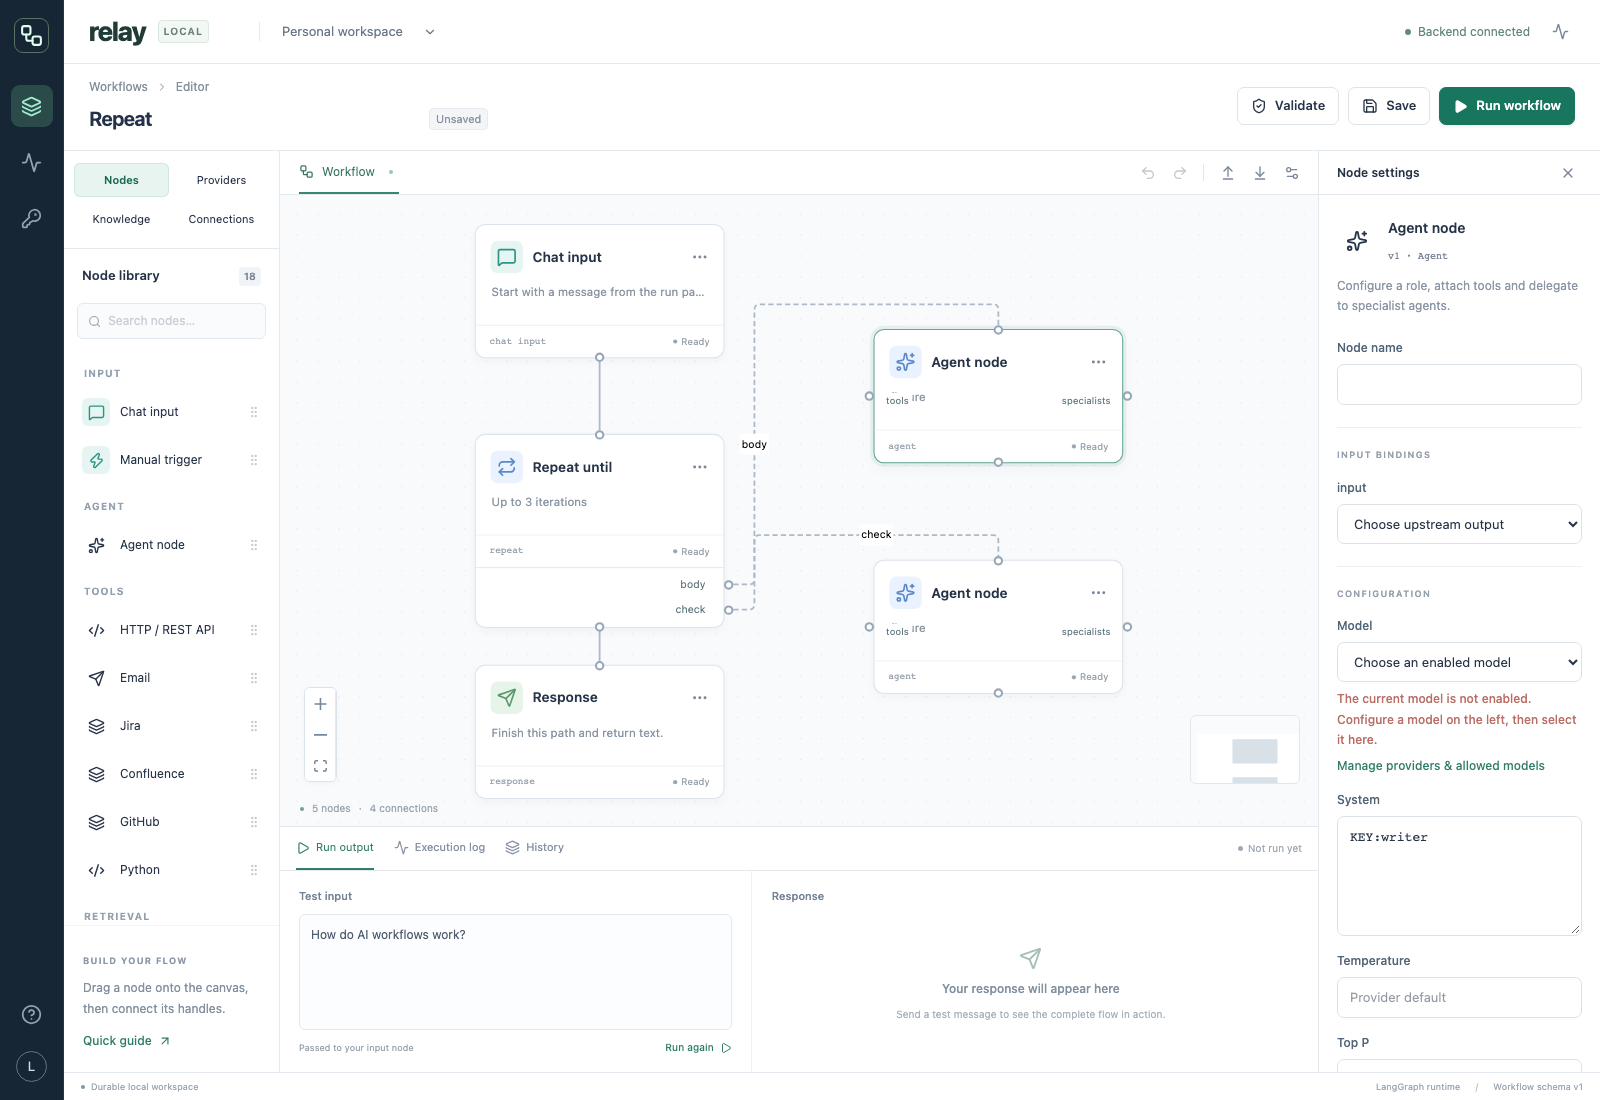 relay
LOCAL
Personal workspace
Backend connected
Workflows
Editor
Repeat
Unsaved
Validate
Save
Run workflow
Nodes
Providers
Knowledge
Connections
Node library
18
Search nodes...
INPUT
Chat input
Manual trigger
AGENT
Agent node
TOOLS
HTTP / REST API
Email
Jira
Confluence
GitHub
Python
RETRIEVAL
BUILD YOUR FLOW
Drag a node onto the canvas,
then connect its handles.
Quick guide
L
Workflow
Chat input
Start with a message from the run pa...
chat input
Ready
Repeat until
Up to 3 iterations
repeat
Ready
body
check
Response
Finish this path and return text.
response
Ready
body
check
Agent node
tools
specialists
agent
Ready
Agent node
tools
specialists
agent
Ready
5 nodes · 4 connections
Run output
Execution log
History
Not run yet
Test input
How do AI workflows work?
Passed to your input node
Run again
Response
Your response will appear here
Send a test message to see the complete flow in action.
Node settings
Agent node
v1 · Agent
Configure a role, attach tools and delegate
to specialist agents.
Node name
INPUT BINDINGS
input
Choose upstream output
CONFIGURATION
Model
Choose an enabled model
The current model is not enabled.
Configure a model on the left, then select
it here.
Manage providers & allowed models
System
KEY:writer
Temperature
Provider default
Top P
Durable local workspace
LangGraph runtime / Workflow schema v1